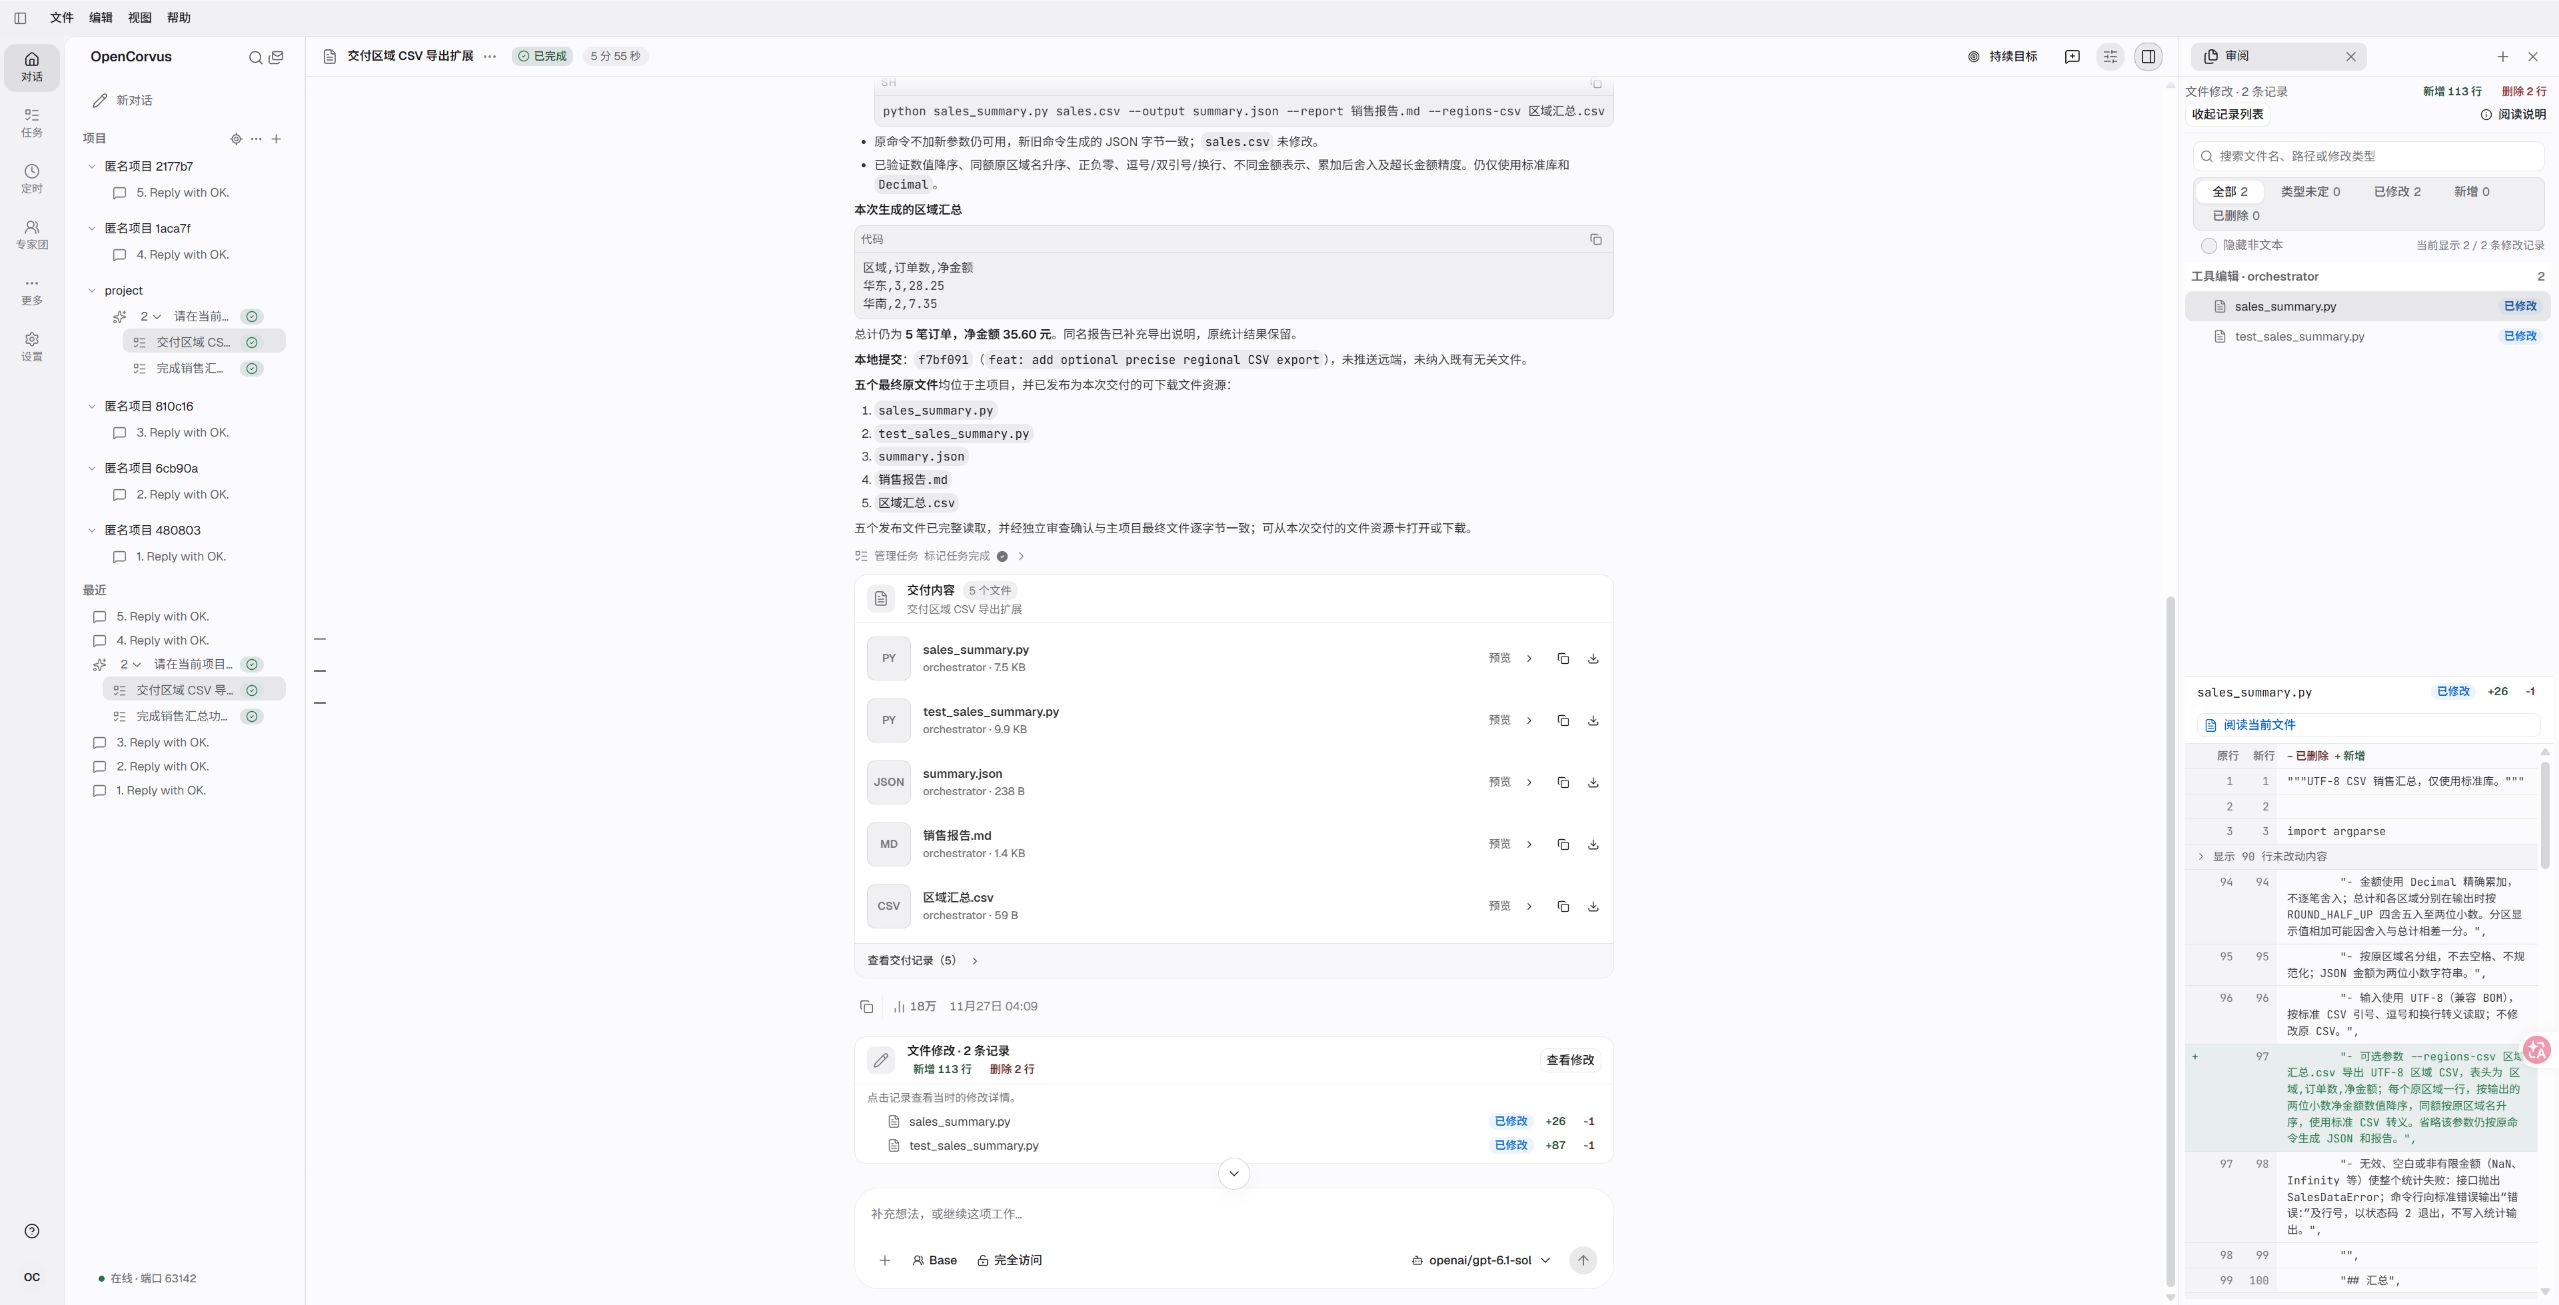 文件 编辑 视图 帮助
对话
任务
定时
专家团
更多
设置
OC
OpenCorvus
新对话
项目
匿名项目 2177b7
5. Reply with OK.
匿名项目 1aca7f
4. Reply with OK.
project
2 请在当前...
交付区域 CS...
完成销售汇...
匿名项目 810c16
3. Reply with OK.
匿名项目 6cb90a
2. Reply with OK.
匿名项目 480803
1. Reply with OK.
最近
5. Reply with OK.
4. Reply with OK.
2 请在当前项目...
交付区域 CSV 导...
完成销售汇总功...
3. Reply with OK.
2. Reply with OK.
1. Reply with OK.
在线 · 端口 63142
交付区域 CSV 导出扩展 ··· 已完成 5 分 55 秒
持续目标
SH
python sales_summary.py sales.csv --output summary.json --report 销售报告.md --regions-csv 区域汇总.csv
• 原命令不加新参数仍可用，新旧命令生成的 JSON 字节一致； sales.csv 未修改。
• 已验证数值降序、同额原区域名升序、正负零、逗号/双引号/换行、不同金额表示、累加后舍入及超长金额精度。仍仅使用标准库和
Decimal 。
本次生成的区域汇总
代码
区域,订单数,净金额
华东,3,28.25
华南,2,7.35
总计仍为 5 笔订单，净金额 35.60 元。同名报告已补充导出说明，原统计结果保留。
本地提交： f7bf091 （ feat: add optional precise regional CSV export ），未推送远端，未纳入既有无关文件。
五个最终原文件均位于主项目，并已发布为本次交付的可下载文件资源：
1. sales_summary.py
2. test_sales_summary.py
3. summary.json
4. 销售报告.md
5. 区域汇总.csv
五个发布文件已完整读取，并经独立审查确认与主项目最终文件逐字节一致；可从本次交付的文件资源卡打开或下载。
管理任务 标记任务完成
交付内容 5 个文件
交付区域 CSV 导出扩展
PY sales_summary.py 预览
orchestrator · 7.5 KB
PY test_sales_summary.py 预览
orchestrator · 9.9 KB
JSON summary.json 预览
orchestrator · 238 B
MD 销售报告.md 预览
orchestrator · 1.4 KB
CSV 区域汇总.csv 预览
orchestrator · 59 B
查看交付记录（5）
18万 11月27日 04:09
文件修改 · 2 条记录 查看修改
新增 113 行 删除 2 行
点击记录查看当时的修改详情。
sales_summary.py 已修改 +26 -1
test_sales_summary.py 已修改 +87 -1
补充想法，或继续这项工作...
Base 完全访问 openai/gpt-6.1-sol
审阅
文件修改 · 2 条记录 新增 113 行 删除 2 行
收起记录列表 阅读说明
搜索文件名、路径或修改类型
全部 2 类型未定 0 已修改 2 新增 0
已删除 0
隐藏非文本 当前显示 2 / 2 条修改记录
工具编辑 · orchestrator 2
sales_summary.py 已修改
test_sales_summary.py 已修改
sales_summary.py 已修改 +26 -1
阅读当前文件
原行 新行 − 已删除 + 新增
1 1 """UTF-8 CSV 销售汇总，仅使用标准库。"""
2 2
3 3 import argparse
显示 90 行未改动内容
94 94 "- 金额使用 Decimal 精确累加，
不逐笔舍入；总计和各区域分别在输出时按
ROUND_HALF_UP 四舍五入至两位小数。分区显
示值相加可能因舍入与总计相差一分。",
95 95 "- 按原区域名分组，不去空格、不规
范化；JSON 金额为两位小数字符串。",
96 96 "- 输入使用 UTF-8（兼容 BOM），
按标准 CSV 引号、逗号和换行转义读取；不修
改原 CSV。",
+ 97 "- 可选参数 --regions-csv 区域
汇总.csv 导出 UTF-8 区域 CSV，表头为 区
域,订单数,净金额；每个原区域一行，按输出的
两位小数净金额数值降序，同额按原区域名升
序，使用标准 CSV 转义。省略该参数仍按原命
令生成 JSON 和报告。",
97 98 "- 无效、空白或非有限金额（NaN、
Infinity 等）使整个统计失败：接口抛出
SalesDataError；命令行向标准错误输出“错
误：”及行号，以状态码 2 退出，不写入统计输
出。",
98 99 "",
99 100 "## 汇总",